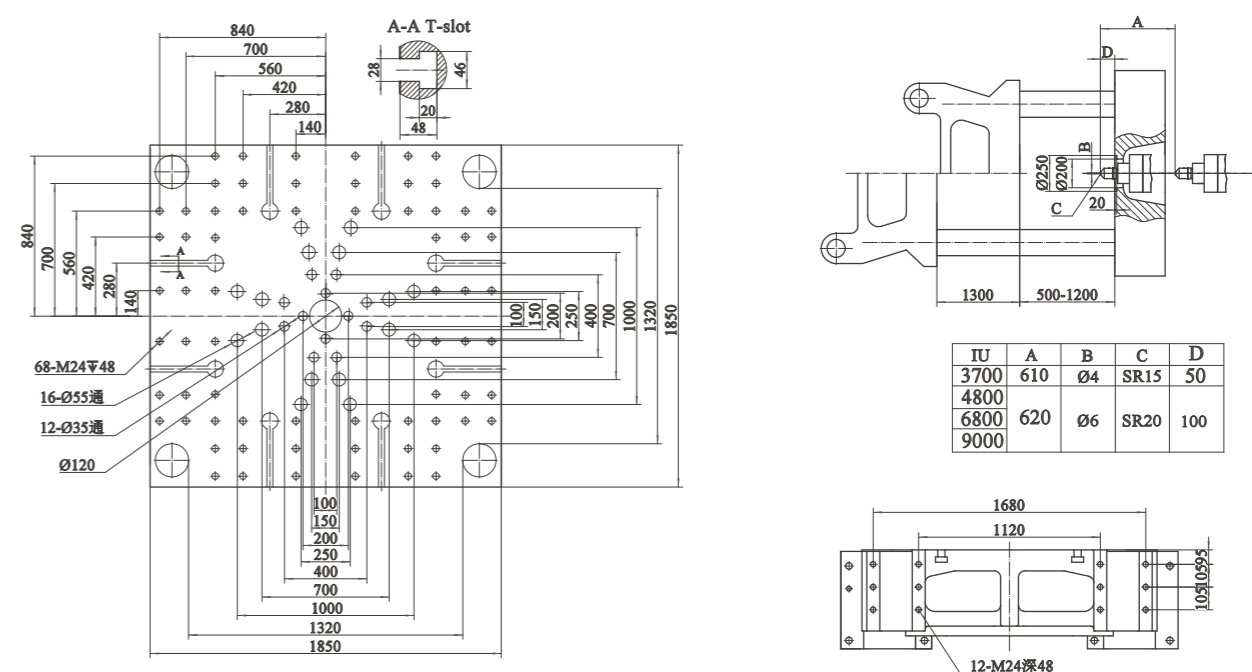 A-A T-slot
840
700
560
420
280
140
28
46
20
48
840
700
560
420
280
140
A
A
68-M24↧48
16-Ø55通
12-Ø35通
Ø120
100
150
200
250
400
700
1000
1320
1850
100
150
200
250
400
700
1000
1320
1850
A
D
B
Ø250
Ø200
20
C
1300
500-1200
IU A B C D
3700 610 Ø4 SR15 50
4800
6800 620 Ø6 SR20 100
9000
1680
1120
95
105
105
12-M24深48